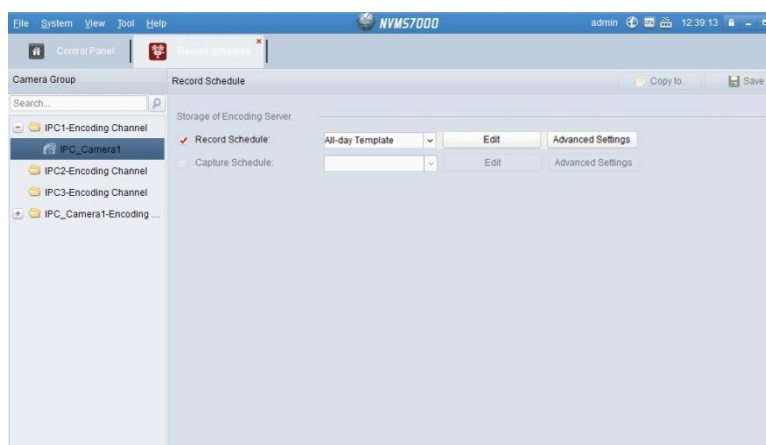 File System View Tool Help
NVMS7000
admin 12:39:13
Control Panel
Record Schedule
Camera Group
Record Schedule
Copy to.
Save
Search...
Storage of Encoding Server
IPC1-Encoding Channel
Record Schedule: All-day Template Edit Advanced Settings
IPC_Camera1
Capture Schedule: Edit Advanced Settings
IPC2-Encoding Channel
IPC3-Encoding Channel
IPC_Camera1-Encoding ...